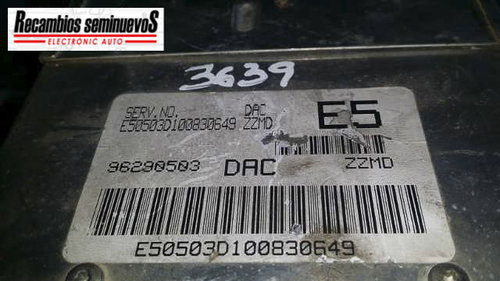 Recambios seminuevos
ELECTRONIC AUTO
3639
SERV.NO. DAC E5
E50503D100830649 ZZMD
96290503 DAC ZZMD
E50503D100830649